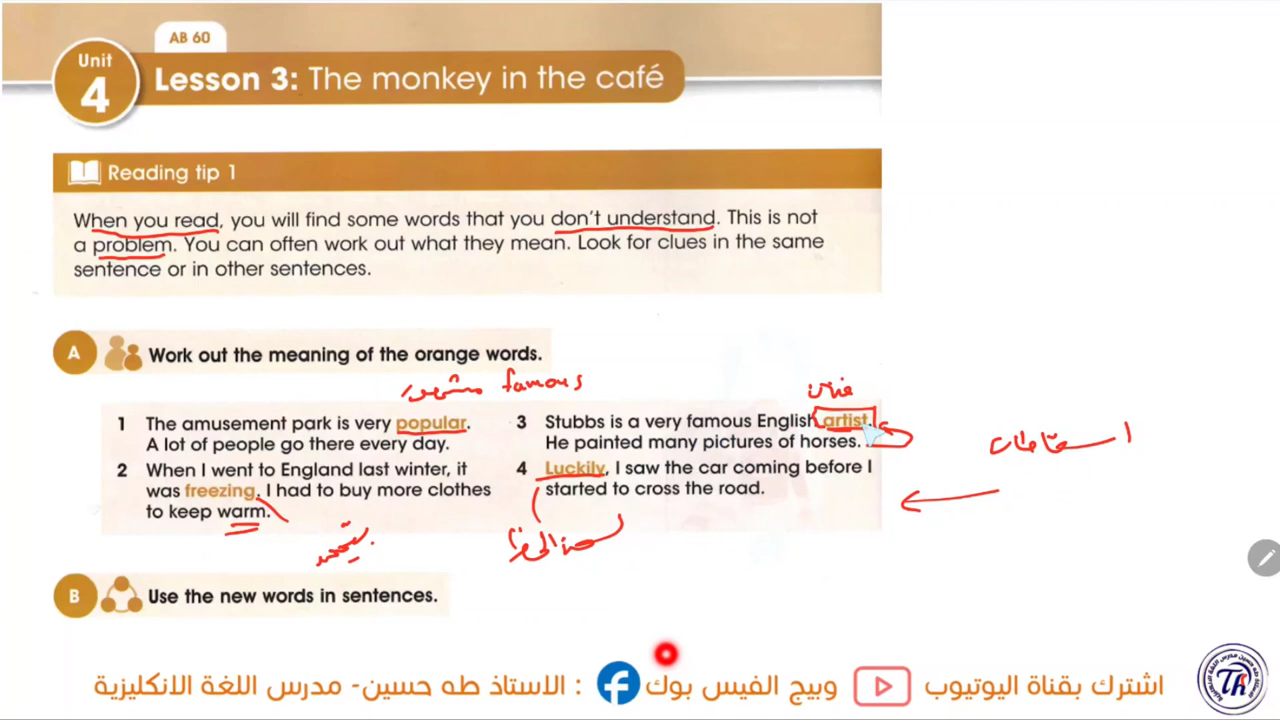 AB 60
Unit
4
Lesson 3: The monkey in the café
Reading tip 1
When you read, you will find some words that you don't understand. This is not
a problem. You can often work out what they mean. Look for clues in the same
sentence or in other sentences.
A Work out the meaning of the orange words.
مشهور famous
فنان
1 The amusement park is very popular.
A lot of people go there every day.
2 When I went to England last winter, it
was freezing. I had to buy more clothes
to keep warm.
3 Stubbs is a very famous English artist.
He painted many pictures of horses.
4 Luckily, I saw the car coming before I
started to cross the road.
يتجمد
لحسن الحظ
B Use the new words in sentences.
اشترك بقناة اليوتيوب وبيج الفيس بوك : الاستاذ طه حسين- مدرس اللغة الانكليزية